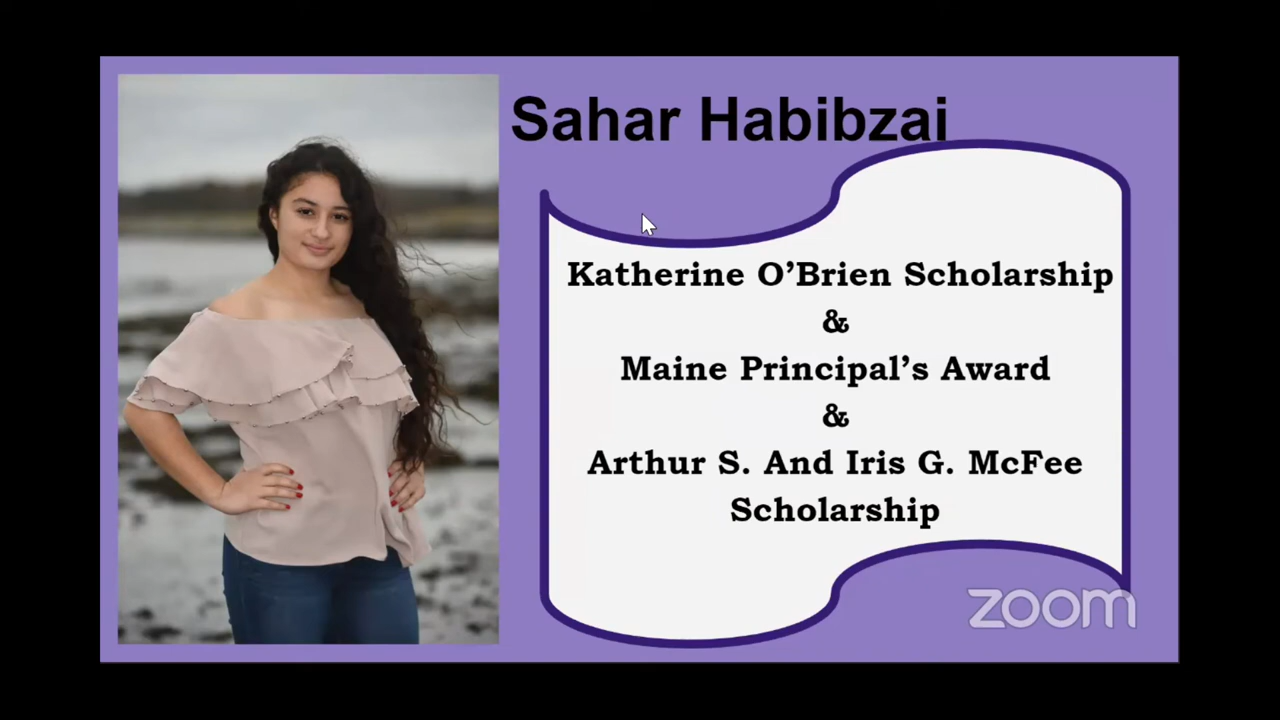 Sahar Habibzai
Katherine O’Brien Scholarship
&
Maine Principal’s Award
&
Arthur S. And Iris G. McFee
Scholarship
zoom